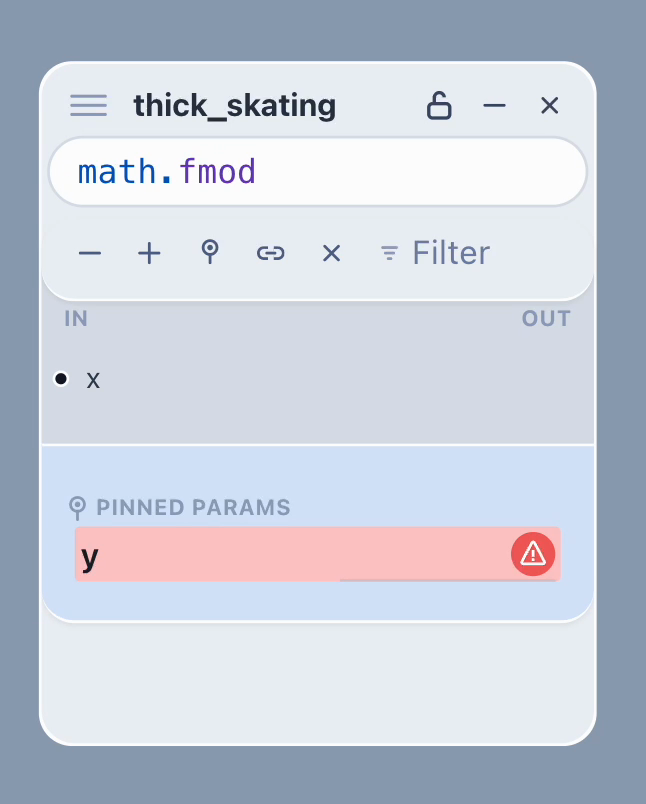 thick_skating
math.fmod
Filter
IN OUT
x
PINNED PARAMS
y